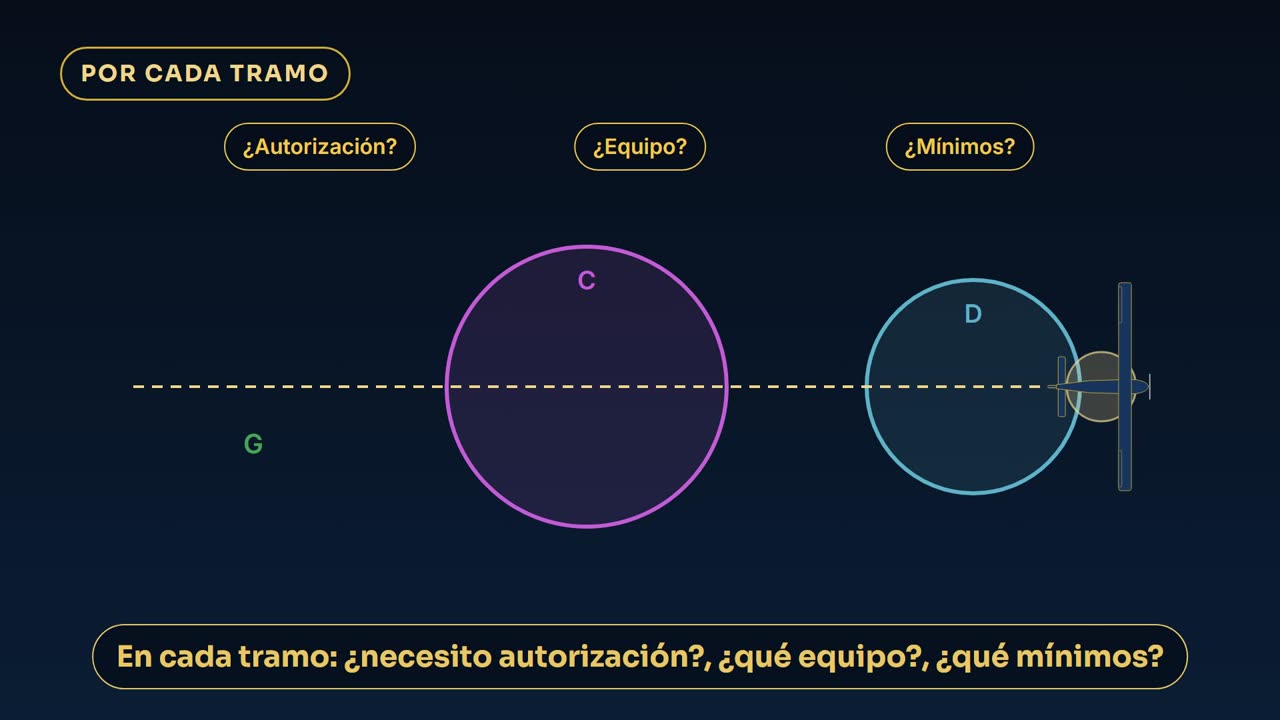 POR CADA TRAMO
¿Autorización?
¿Equipo?
¿Mínimos?
C
D
G
En cada tramo: ¿necesito autorización?, ¿qué equipo?, ¿qué mínimos?